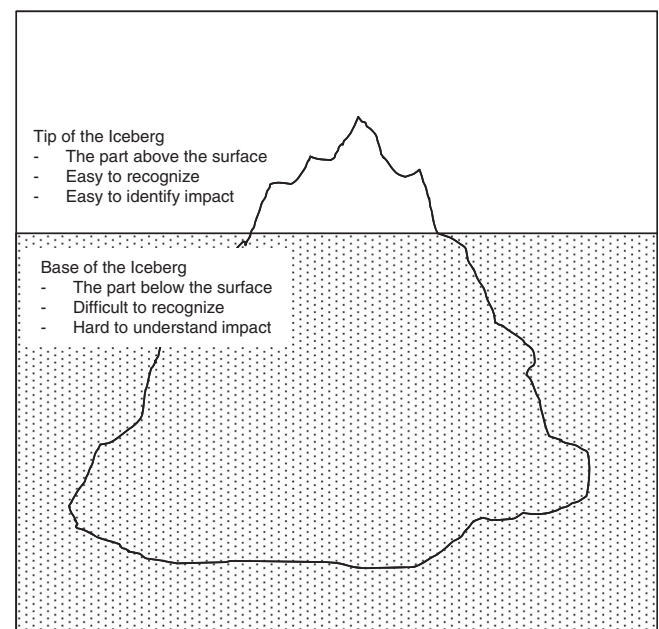 Tip of the Iceberg
- The part above the surface
- Easy to recognize
- Easy to identify impact
Base of the Iceberg
- The part below the surface
- Difficult to recognize
- Hard to understand impact